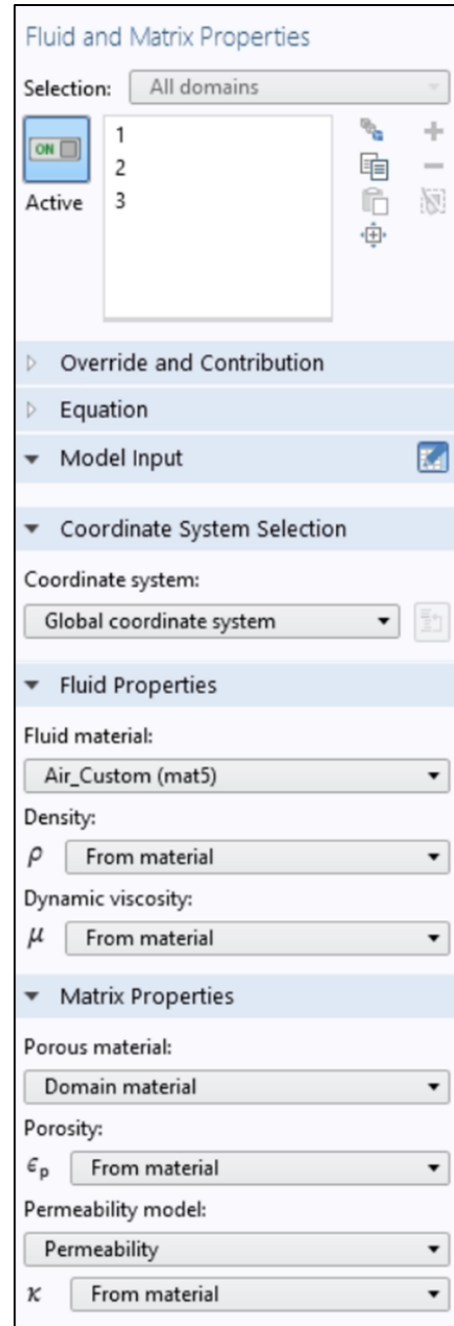 Fluid and Matrix Properties
Selection: All domains
ON
1
2
Active 3
Override and Contribution
Equation
Model Input
Coordinate System Selection
Coordinate system:
Global coordinate system
Fluid Properties
Fluid material:
Air_Custom (mat5)
Density:
ρ From material
Dynamic viscosity:
μ From material
Matrix Properties
Porous material:
Domain material
Porosity:
ϵp From material
Permeability model:
Permeability
κ From material